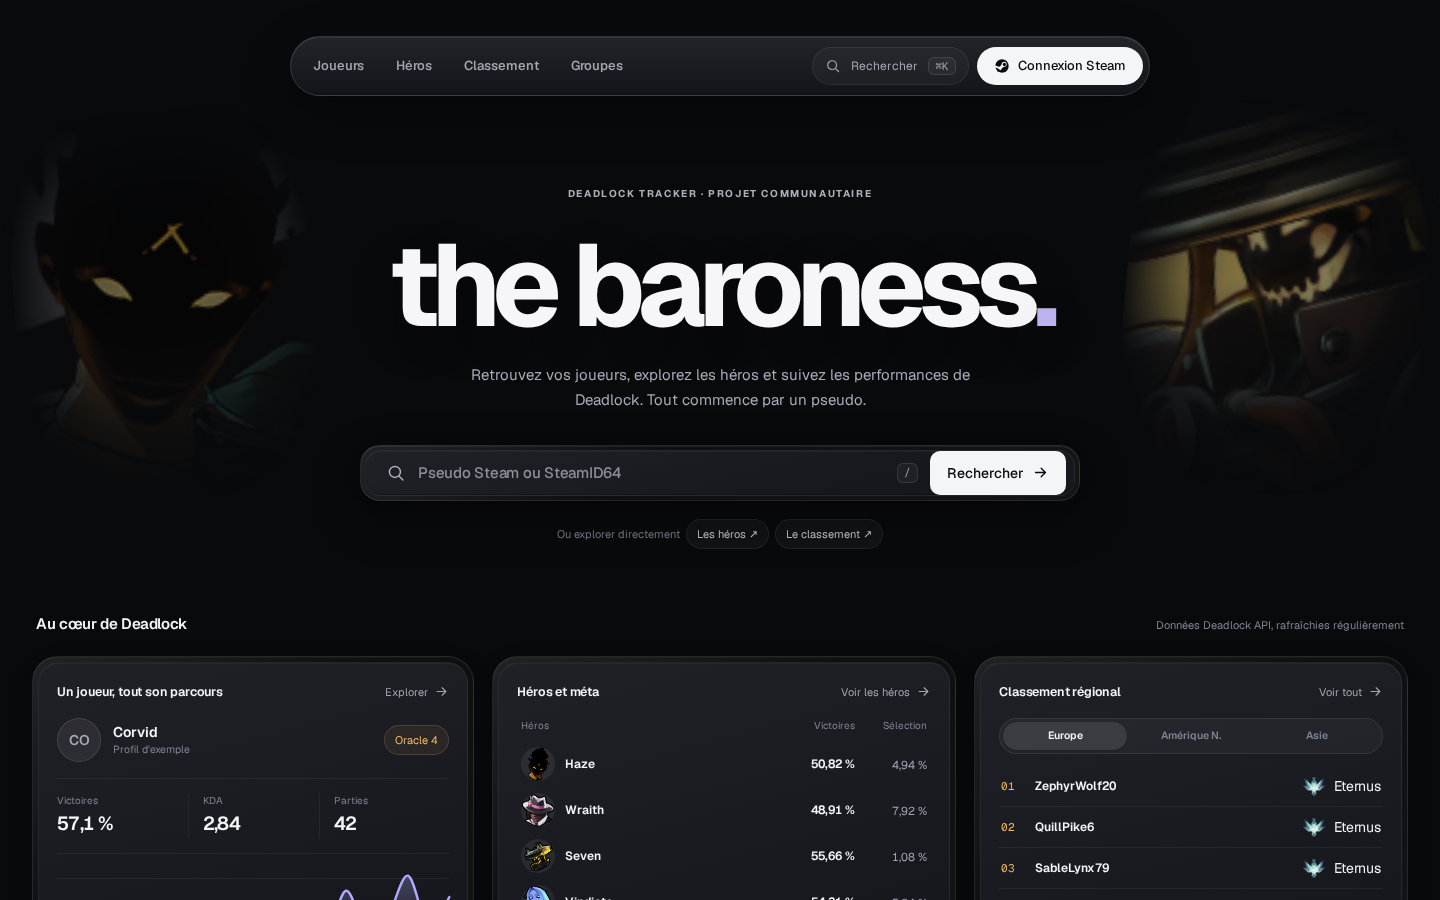 Joueurs Héros Classement Groupes Rechercher ⌘K Connexion Steam
DEADLOCK TRACKER · PROJET COMMUNAUTAIRE
the baroness.
Retrouvez vos joueurs, explorez les héros et suivez les performances de
Deadlock. Tout commence par un pseudo.
Pseudo Steam ou SteamID64 / Rechercher →
Ou explorer directement Les héros ↗ Le classement ↗
Au cœur de Deadlock
Données Deadlock API, rafraîchies régulièrement
Un joueur, tout son parcours Explorer →
CO Corvid
Profil d'exemple
Oracle 4
Victoires KDA Parties
57,1 % 2,84 42
Héros et méta Voir les héros →
Héros Victoires Sélection
Haze 50,82 % 4,94 %
Wraith 48,91 % 7,92 %
Seven 55,66 % 1,08 %
Classement régional Voir tout →
Europe Amérique N. Asie
01 ZephyrWolf20 Eternus
02 QuillPike6 Eternus
03 SableLynx79 Eternus